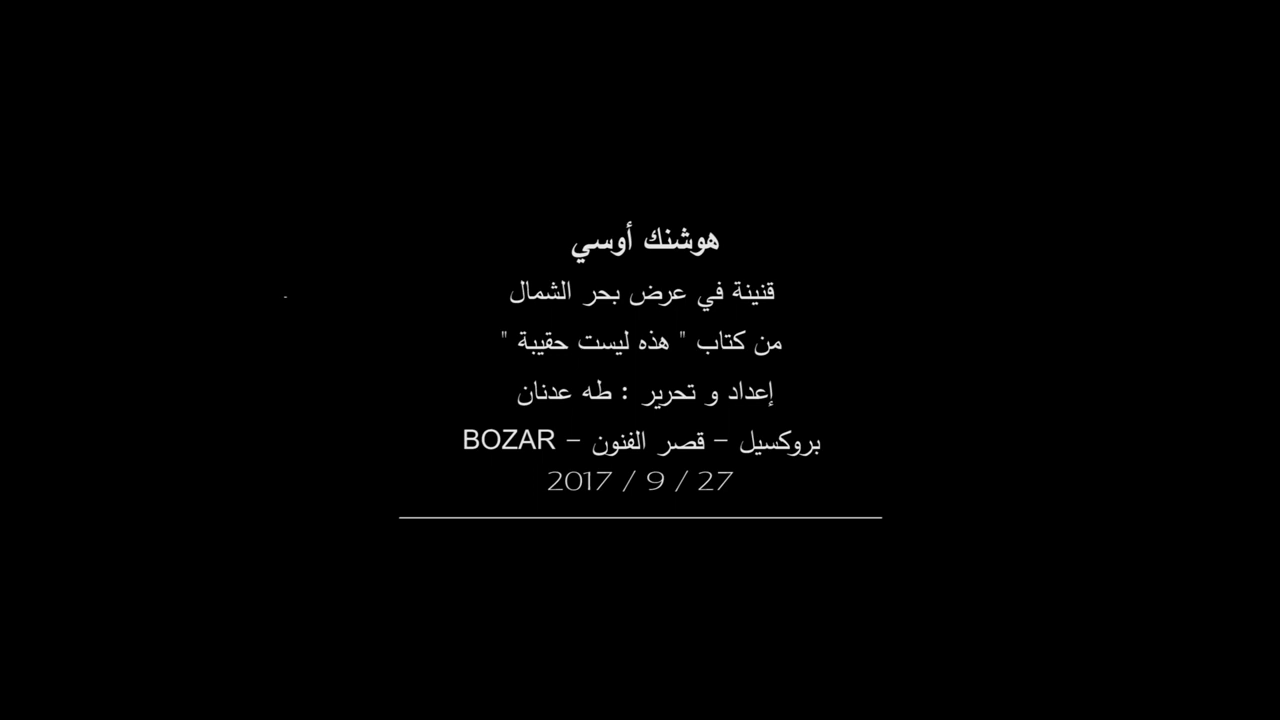 هوشنك أوسي
قنينة في عرض بحر الشمال
من كتاب " هذه ليست حقيبة "
إعداد و تحرير : طه عدنان
بروكسيل – قصر الفنون – BOZAR
2017 / 9 / 27